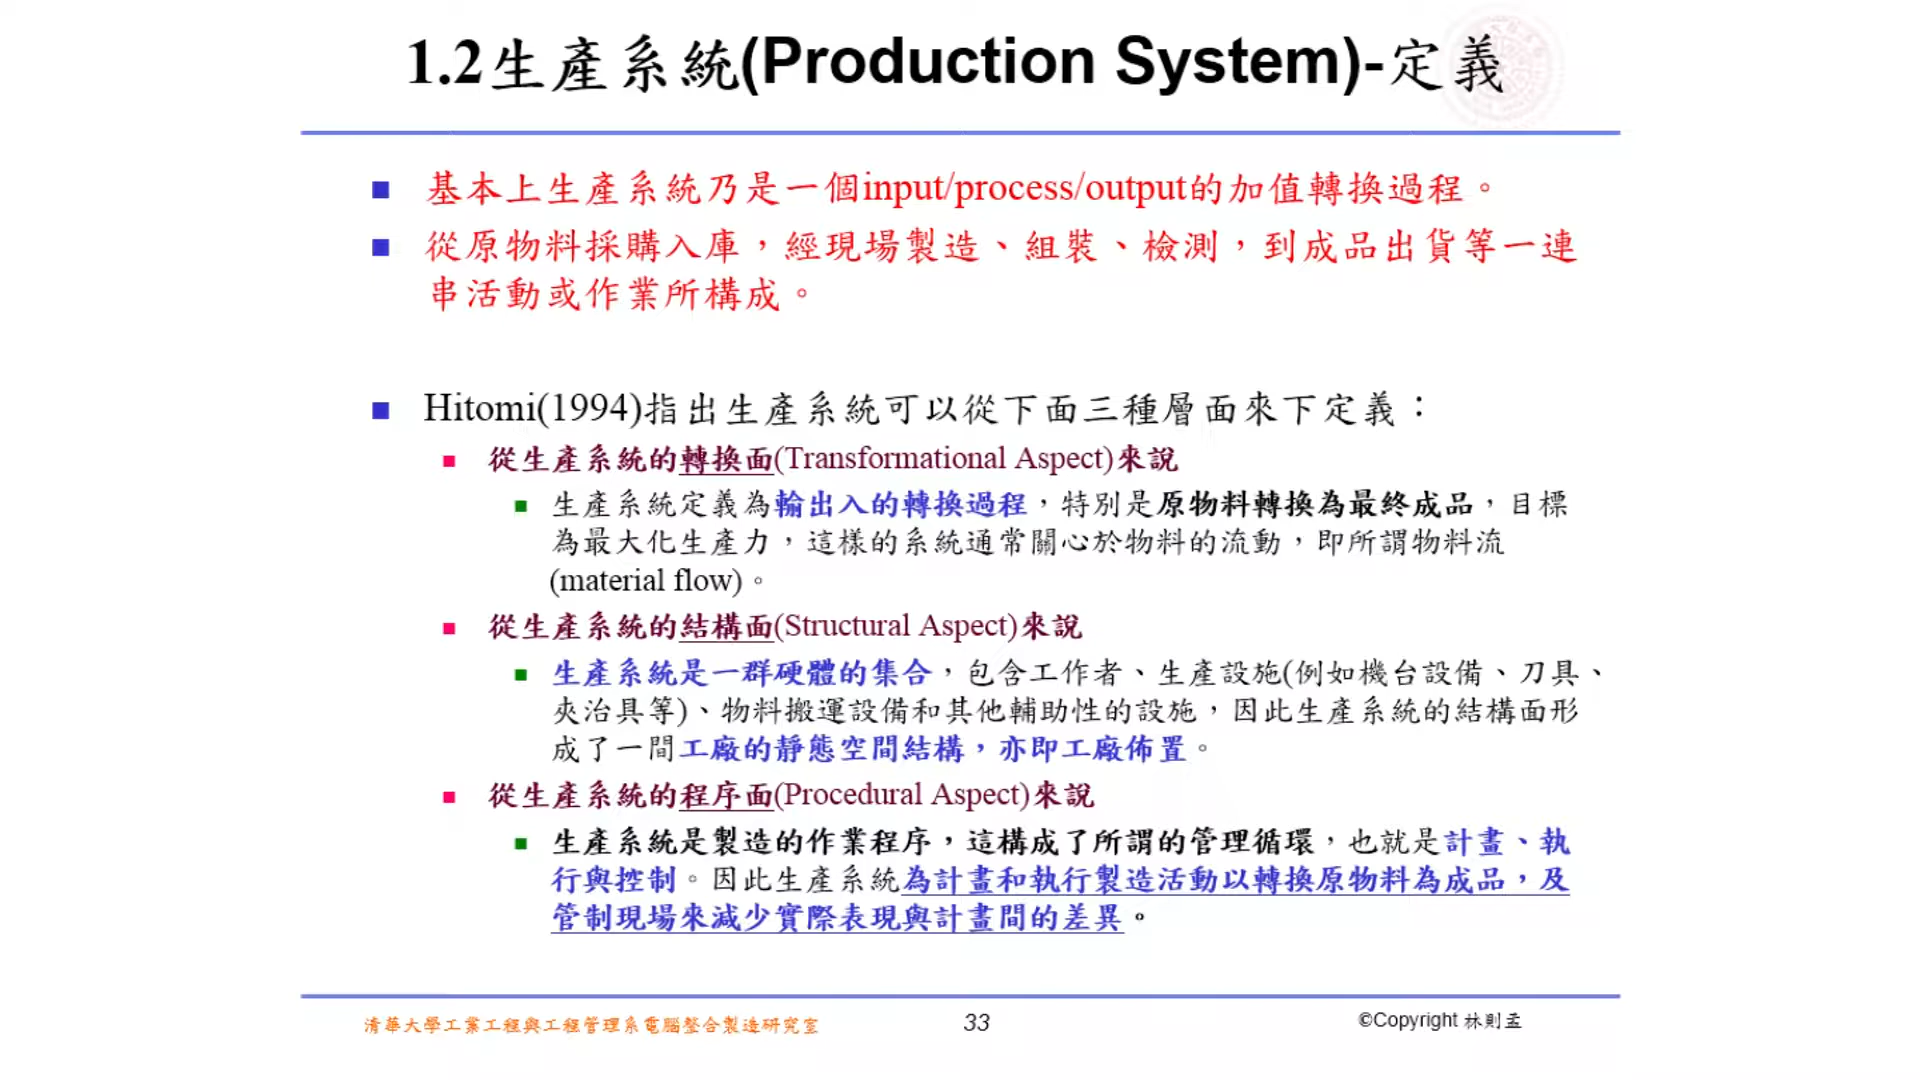 1.2生產系統(Production System)-定義
基本上生產系統乃是一個input/process/output的加值轉換過程。
從原物料採購入庫，經現場製造、組裝、檢測，到成品出貨等一連
串活動或作業所構成。
Hitomi(1994)指出生產系統可以從下面三種層面來下定義：
從生產系統的轉換面(Transformational Aspect)來說
生產系統定義為輸出入的轉換過程，特別是原物料轉換為最終成品，目標
為最大化生產力，這樣的系統通常關心於物料的流動，即所謂物料流
(material flow)。
從生產系統的結構面(Structural Aspect)來說
生產系統是一群硬體的集合，包含工作者、生產設施(例如機台設備、刀具、
夾治具等)、物料搬運設備和其他輔助性的設施，因此生產系統的結構面形
成了一間工廠的靜態空間結構，亦即工廠佈置。
從生產系統的程序面(Procedural Aspect)來說
生產系統是製造的作業程序，這構成了所謂的管理循環，也就是計畫、執
行與控制。因此生產系統為計畫和執行製造活動以轉換原物料為成品，及
管制現場來減少實際表現與計畫間的差異。
清華大學工業工程與工程管理系電腦整合製造研究室
33
©Copyright 林則孟